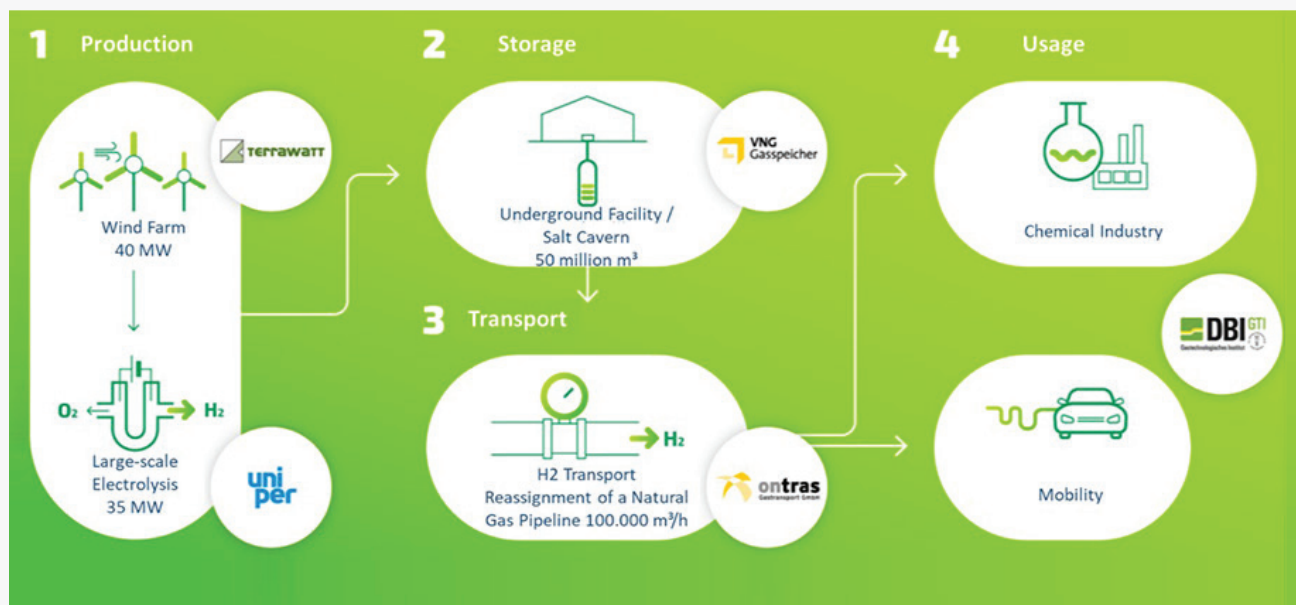 1 Production
TERRAWATT
Wind Farm
40 MW
O₂
H₂
Large-scale
Electrolysis
35 MW
uni
per
2 Storage
VNG
Gasspeicher
Underground Facility /
Salt Cavern
50 million m³
3 Transport
H₂
H2 Transport
Reassignment of a Natural
Gas Pipeline 100.000 m³/h
ontras
Gastransport GmbH
4 Usage
Chemical Industry
DBI GTI
Gastechnologisches Institut
Mobility